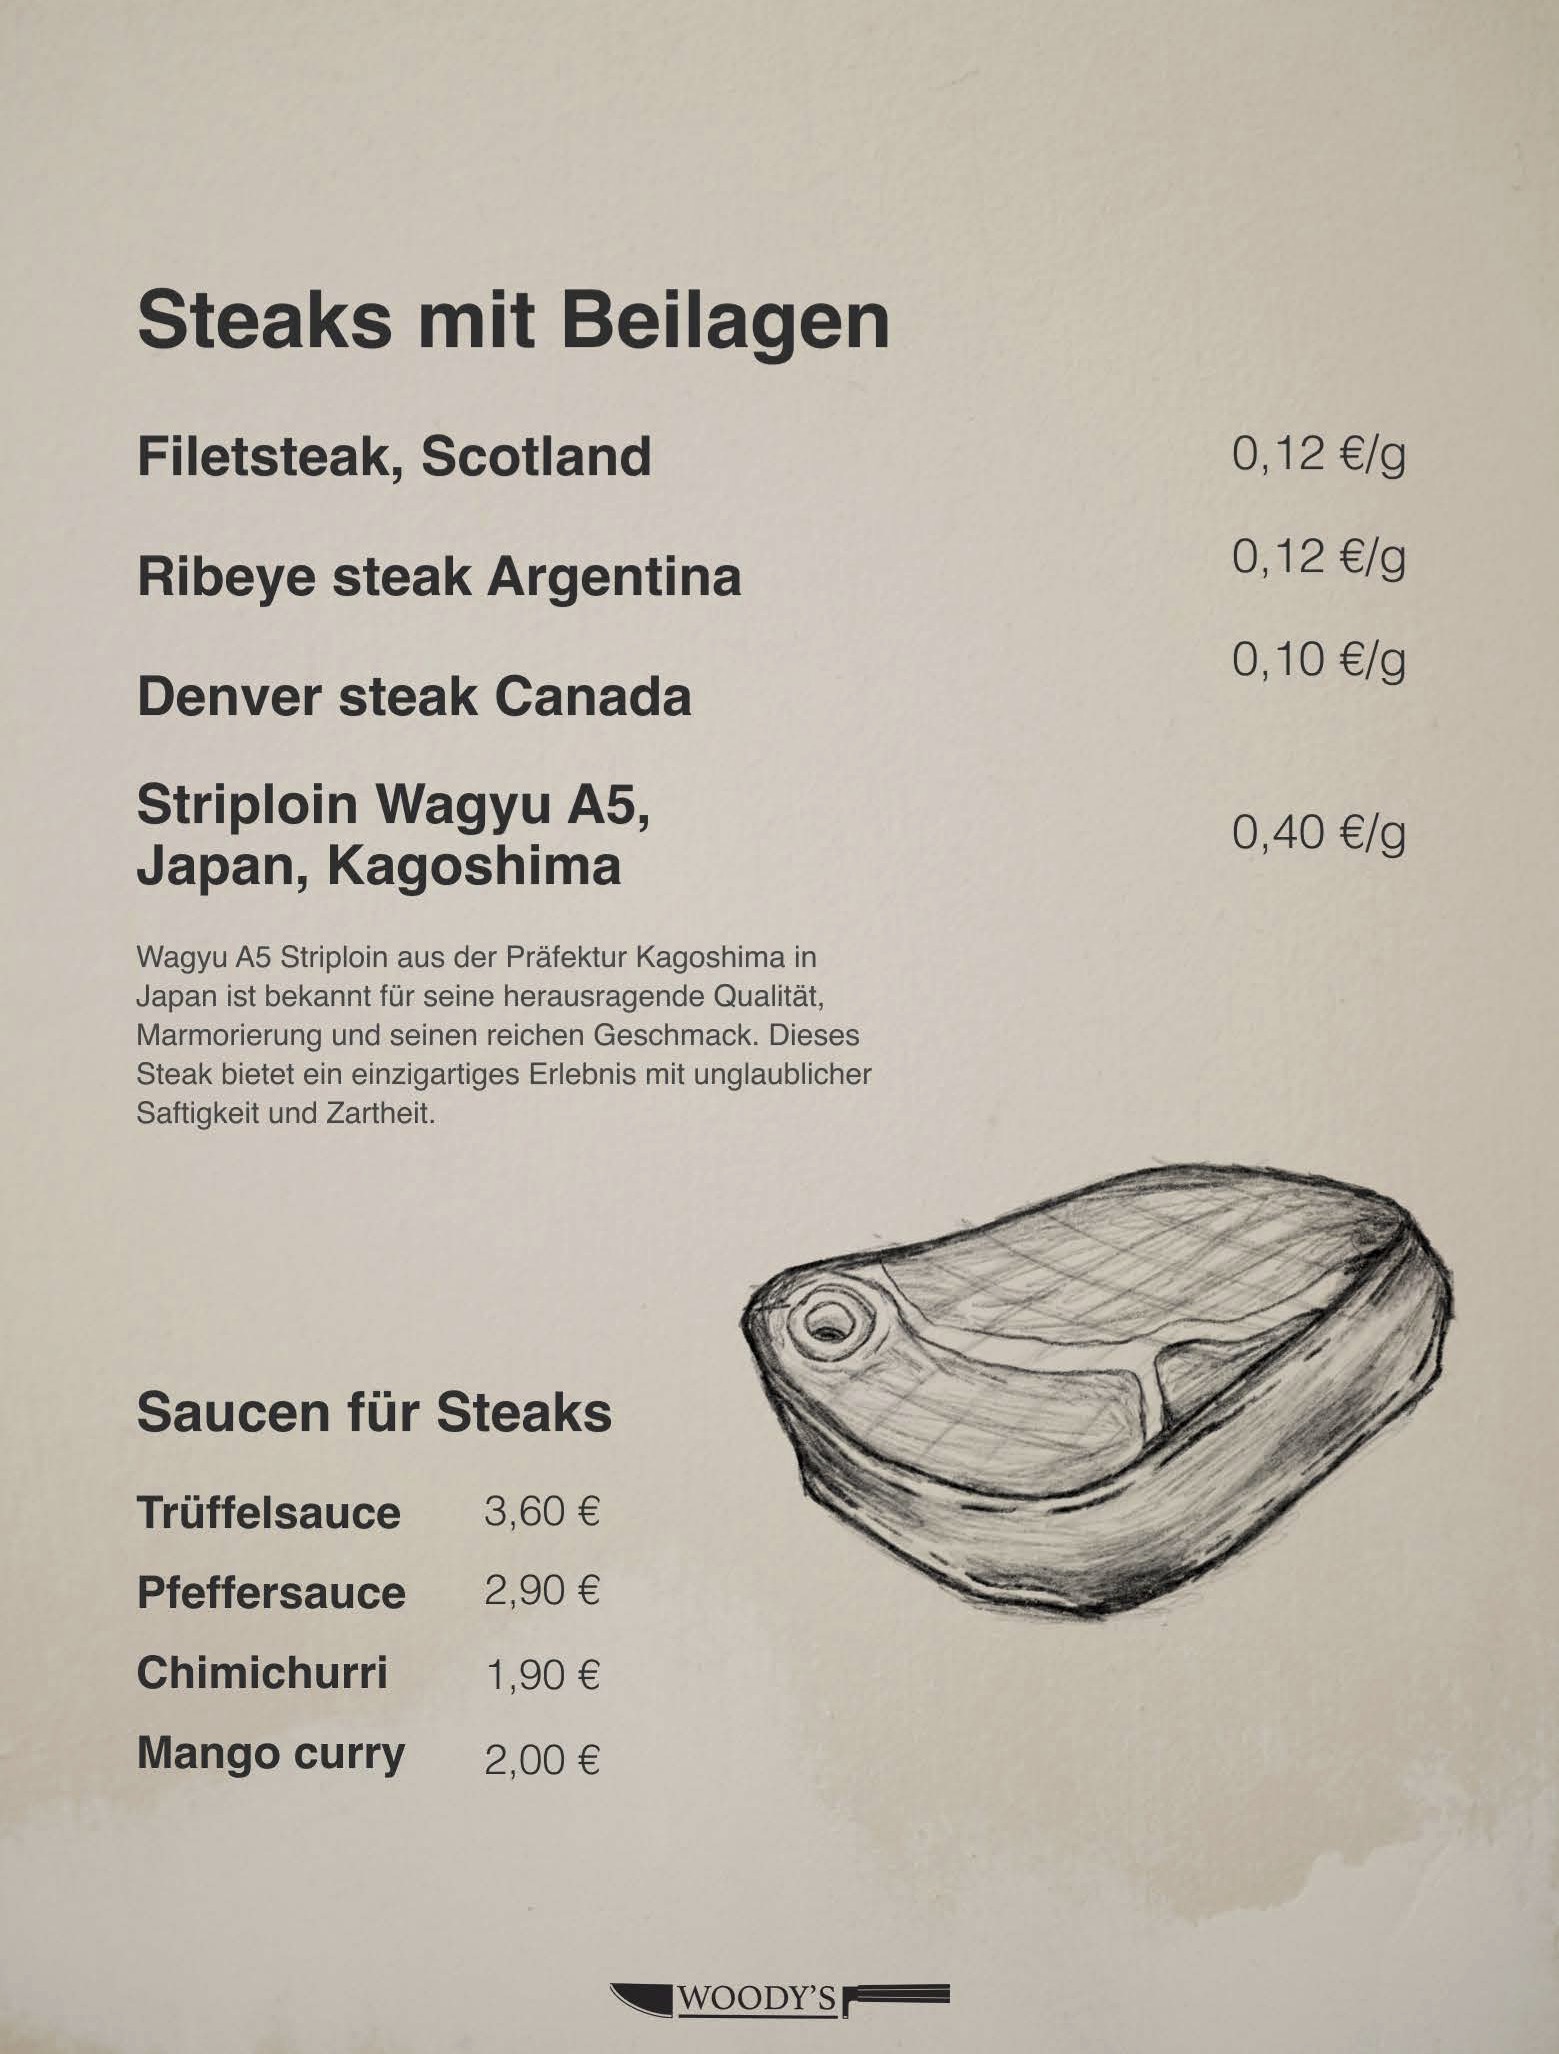 Steaks mit Beilagen
Filetsteak, Scotland 0,12 €/g
Ribeye steak Argentina 0,12 €/g
Denver steak Canada 0,10 €/g
Striploin Wagyu A5,
Japan, Kagoshima 0,40 €/g
Wagyu A5 Striploin aus der Präfektur Kagoshima in
Japan ist bekannt für seine herausragende Qualität,
Marmorierung und seinen reichen Geschmack. Dieses
Steak bietet ein einzigartiges Erlebnis mit unglaublicher
Saftigkeit und Zartheit.
Saucen für Steaks
Trüffelsauce 3,60 €
Pfeffersauce 2,90 €
Chimichurri 1,90 €
Mango curry 2,00 €
WOODY'S